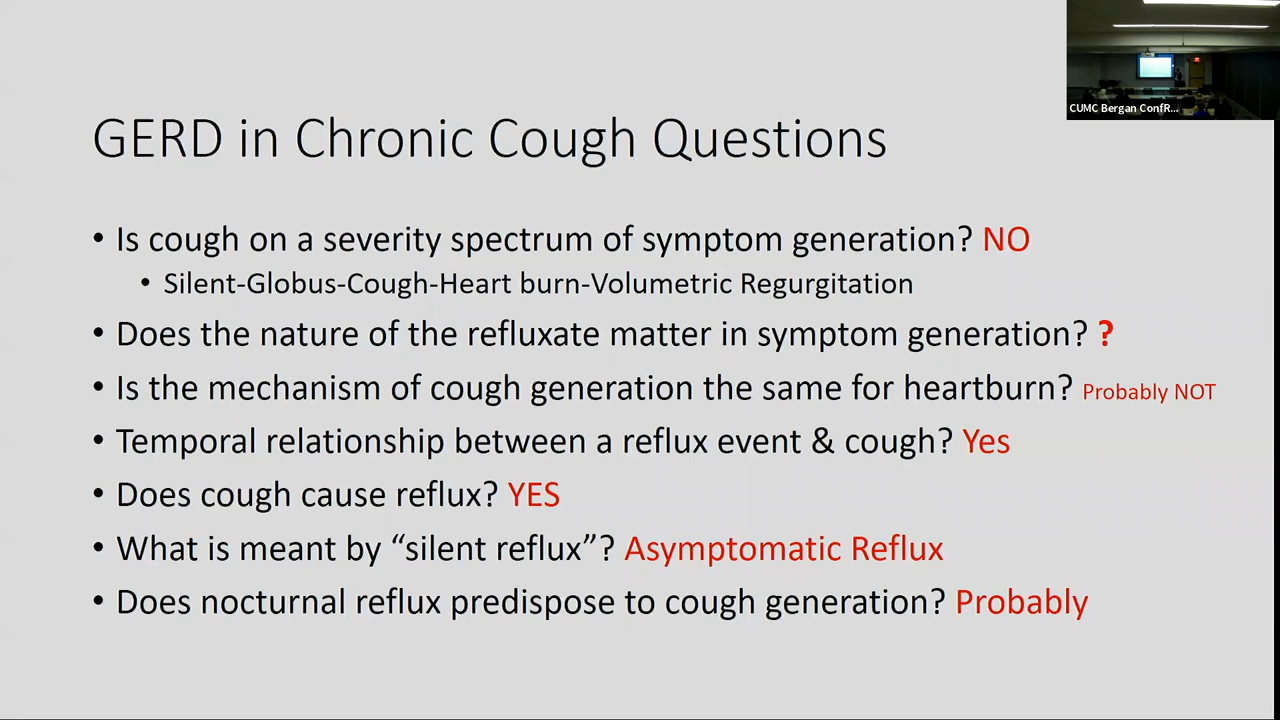 CUMC Bergan ConfR...
GERD in Chronic Cough Questions
• Is cough on a severity spectrum of symptom generation? NO
• Silent-Globus-Cough-Heart burn-Volumetric Regurgitation
• Does the nature of the refluxate matter in symptom generation? ?
• Is the mechanism of cough generation the same for heartburn? Probably NOT
• Temporal relationship between a reflux event & cough? Yes
• Does cough cause reflux? YES
• What is meant by “silent reflux”? Asymptomatic Reflux
• Does nocturnal reflux predispose to cough generation? Probably